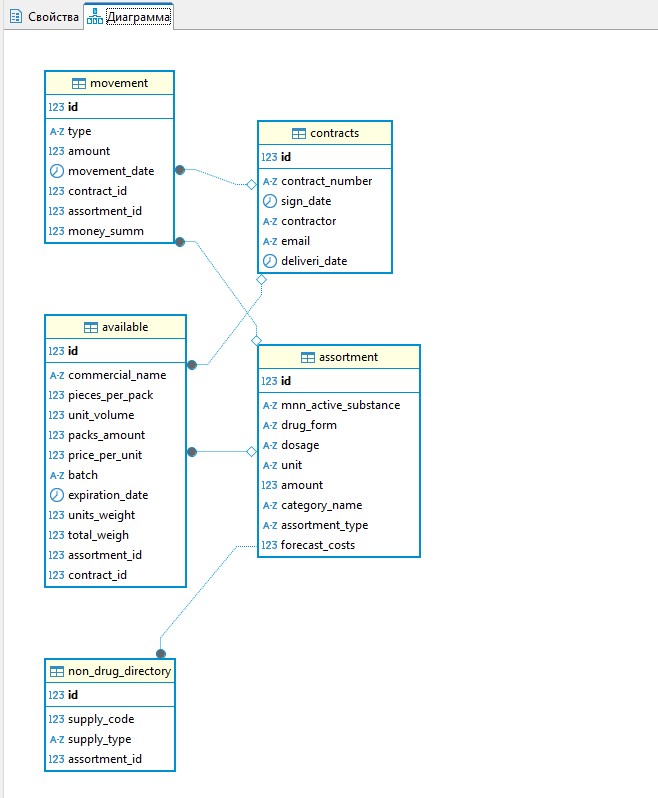 Свойства
Диаграмма
movement
123 id
A-Z type
123 amount
movement_date
123 contract_id
123 assortment_id
123 money_summ
contracts
123 id
A-Z contract_number
sign_date
A-Z contractor
A-Z email
deliveri_date
available
123 id
A-Z commercial_name
123 pieces_per_pack
123 unit_volume
123 packs_amount
123 price_per_unit
A-Z batch
expiration_date
123 units_weight
123 total_weigh
123 assortment_id
123 contract_id
assortment
123 id
A-Z mnn_active_substance
A-Z drug_form
A-Z dosage
A-Z unit
123 amount
A-Z category_name
A-Z assortment_type
123 forecast_costs
non_drug_directory
123 id
123 supply_code
A-Z supply_type
123 assortment_id